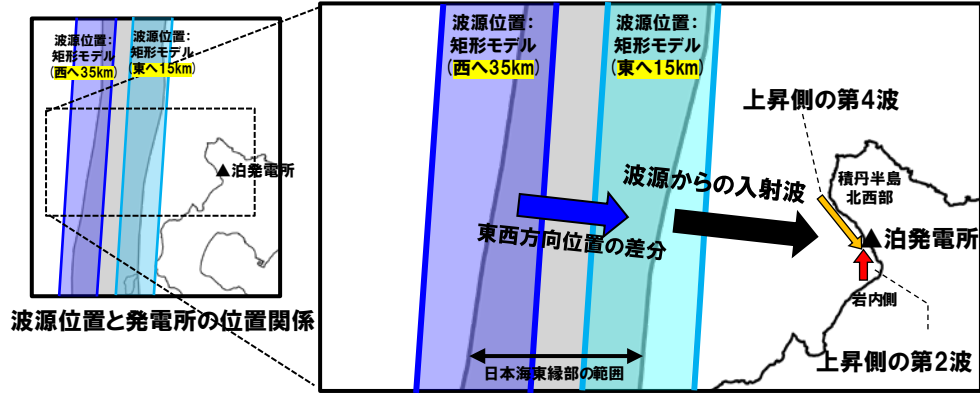 波源位置：
矩形モデル
（西へ35km）
波源位置：
矩形モデル
（東へ15km）
▲泊発電所
波源位置と発電所の位置関係
波源位置：
矩形モデル
（西へ35km）
波源位置：
矩形モデル
（東へ15km）
上昇側の第4波
波源からの入射波
積丹半島
北西部
東西方向位置の差分
▲泊発電所
岩内側
上昇側の第2波
日本海東縁部の範囲